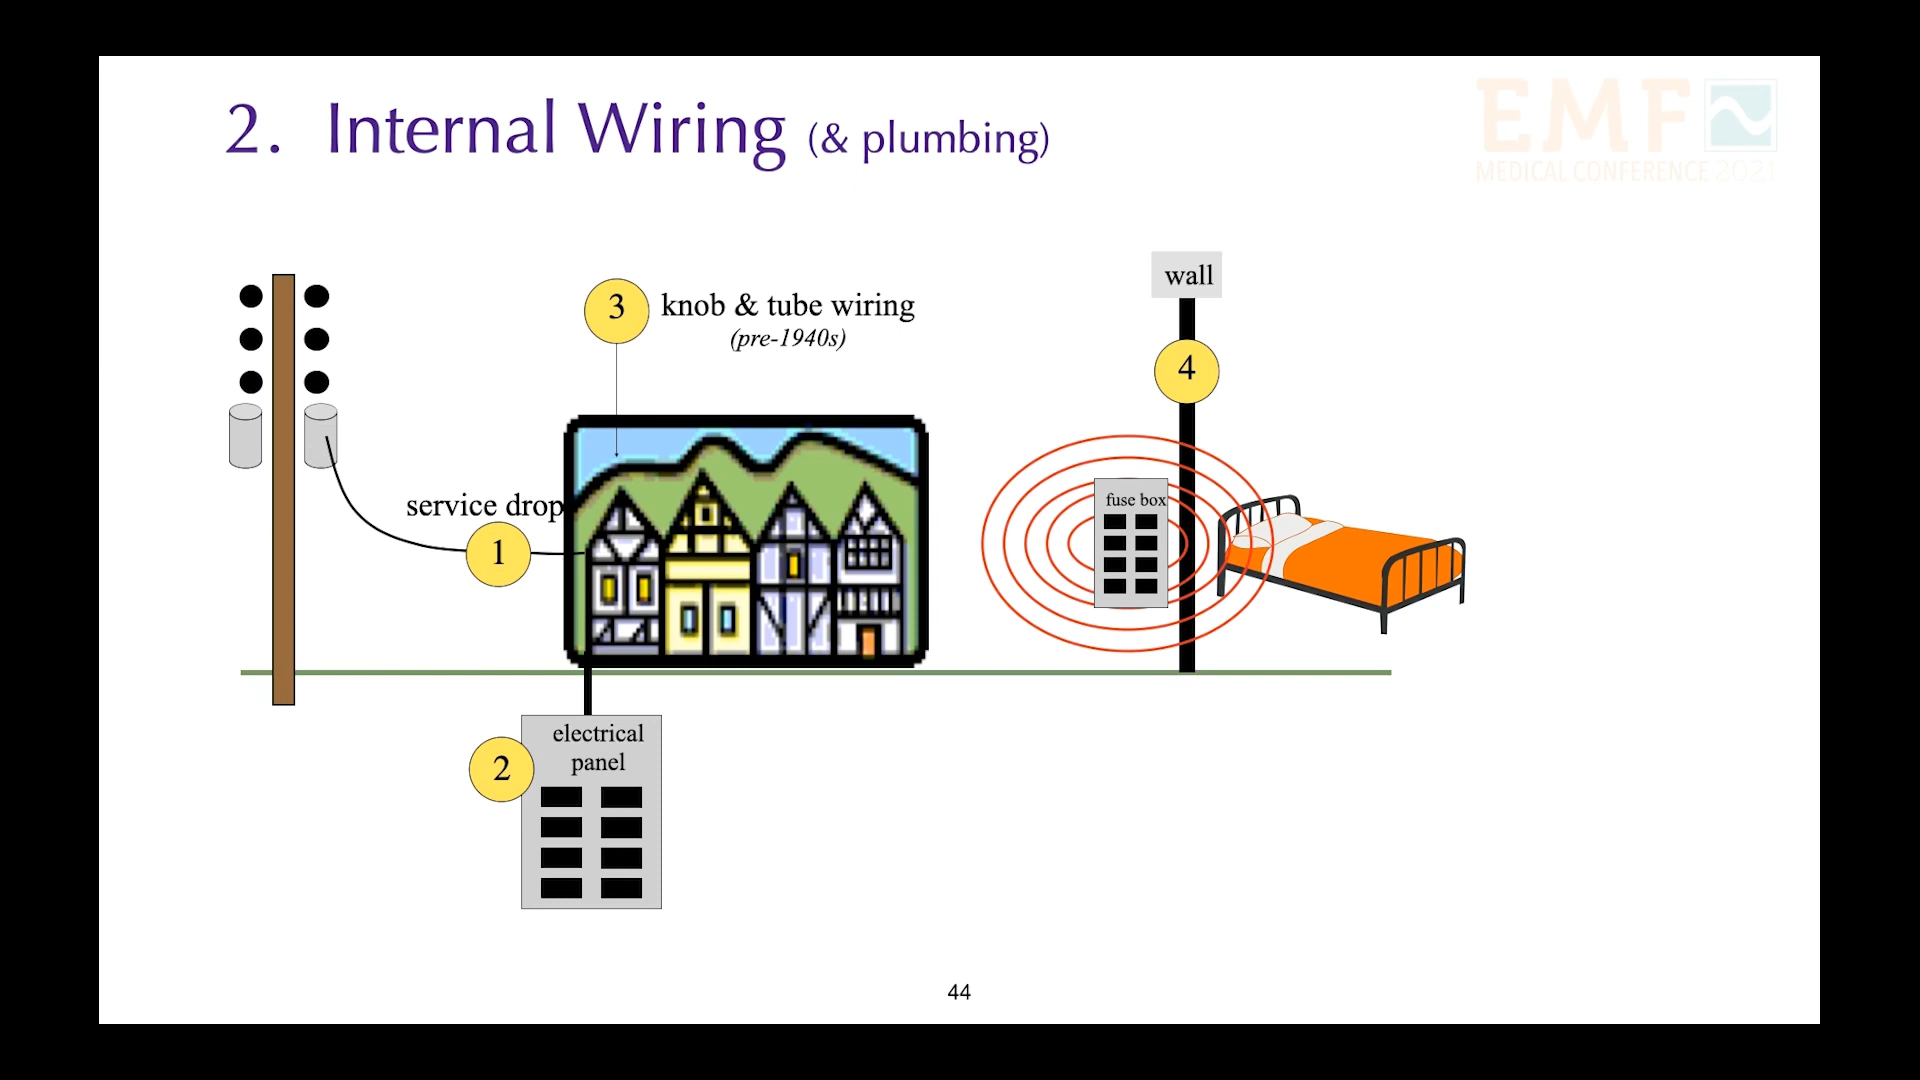 2. Internal Wiring (& plumbing)
EMF
MEDICAL CONFERENCE 2021
wall
3
knob & tube wiring
(pre-1940s)
4
service drop
1
fuse box
electrical
panel
2
44